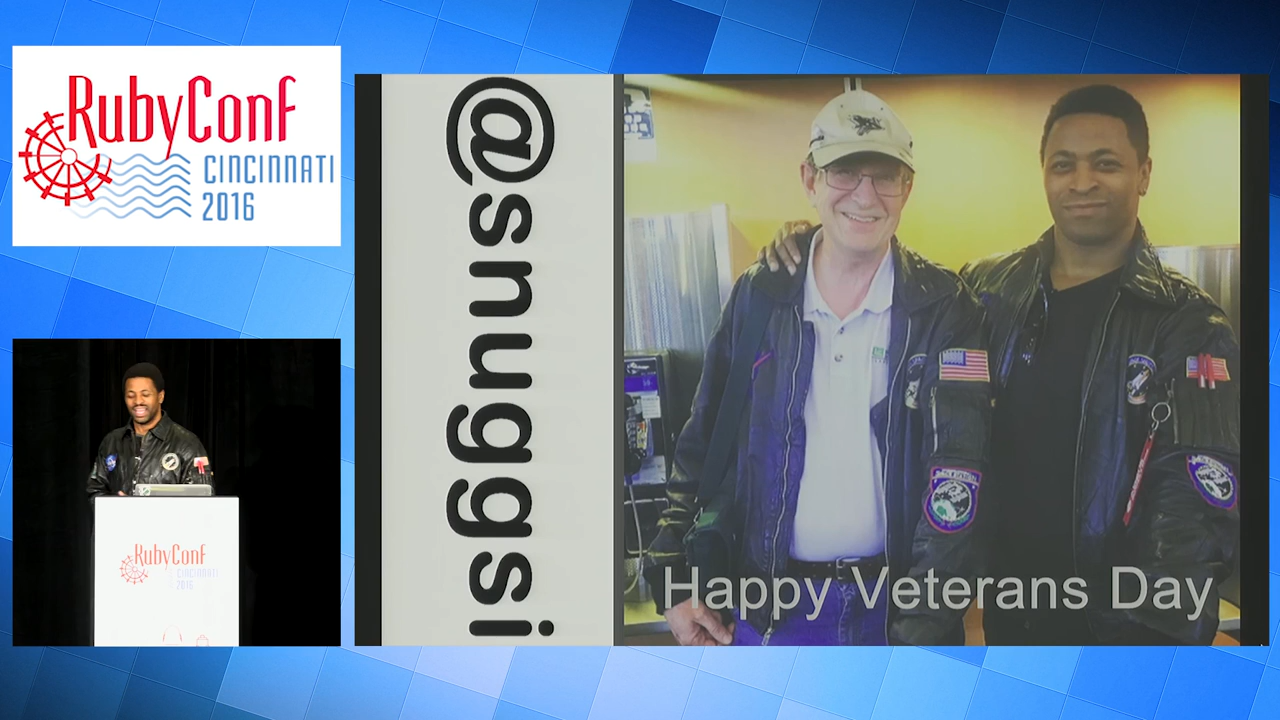 RubyConf
CINCINNATI
2016
@snuggsi
Happy Veterans Day
RubyConf
CINCINNATI
2016